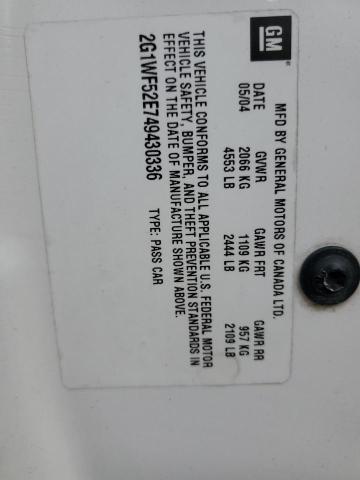 GM
MFD BY GENERAL MOTORS OF CANADA LTD.
DATE GVWR GAWR FRT GAWR RR
05/04 2066 KG 1109 KG 957 KG
4553 LB 2444 LB 2109 LB
THIS VEHICLE CONFORMS TO ALL APPLICABLE U.S. FEDERAL MOTOR
VEHICLE SAFETY, BUMPER, AND THEFT PREVENTION STANDARDS IN
EFFECT ON THE DATE OF MANUFACTURE SHOWN ABOVE.
2G1WF52E749430336 TYPE: PASS CAR